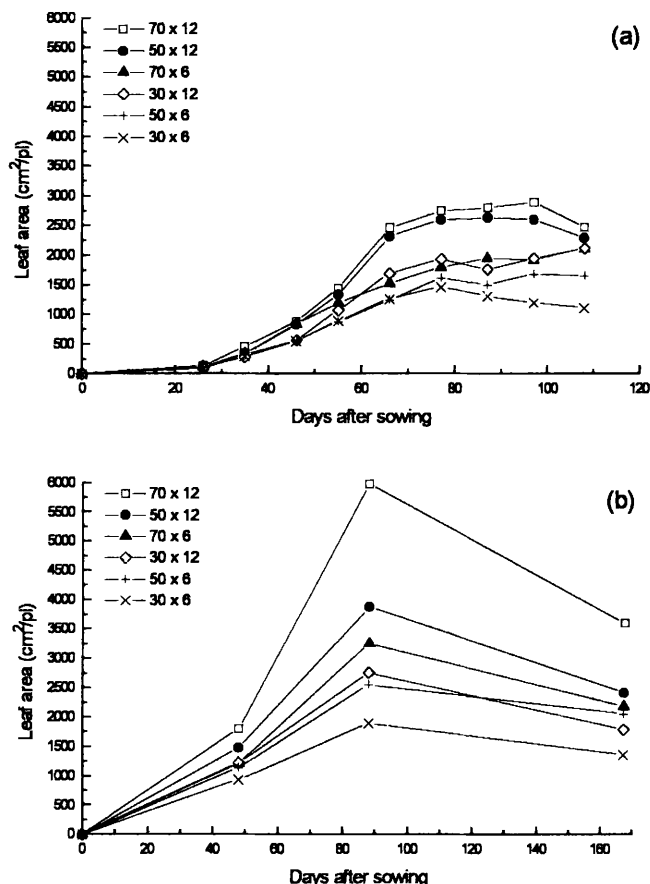 (a)
70 x 12
50 x 12
70 x 6
30 x 12
50 x 6
30 x 6
Leaf area (cm²/pl)
6000
5500
5000
4500
4000
3500
3000
2500
2000
1500
1000
500
0
0 20 40 60 80 100 120
Days after sowing
(b)
70 x 12
50 x 12
70 x 6
30 x 12
50 x 6
30 x 6
Leaf area (cm²/pl)
6000
5500
5000
4500
4000
3500
3000
2500
2000
1500
1000
500
0
0 20 40 60 80 100 120 140 160
Days after sowing